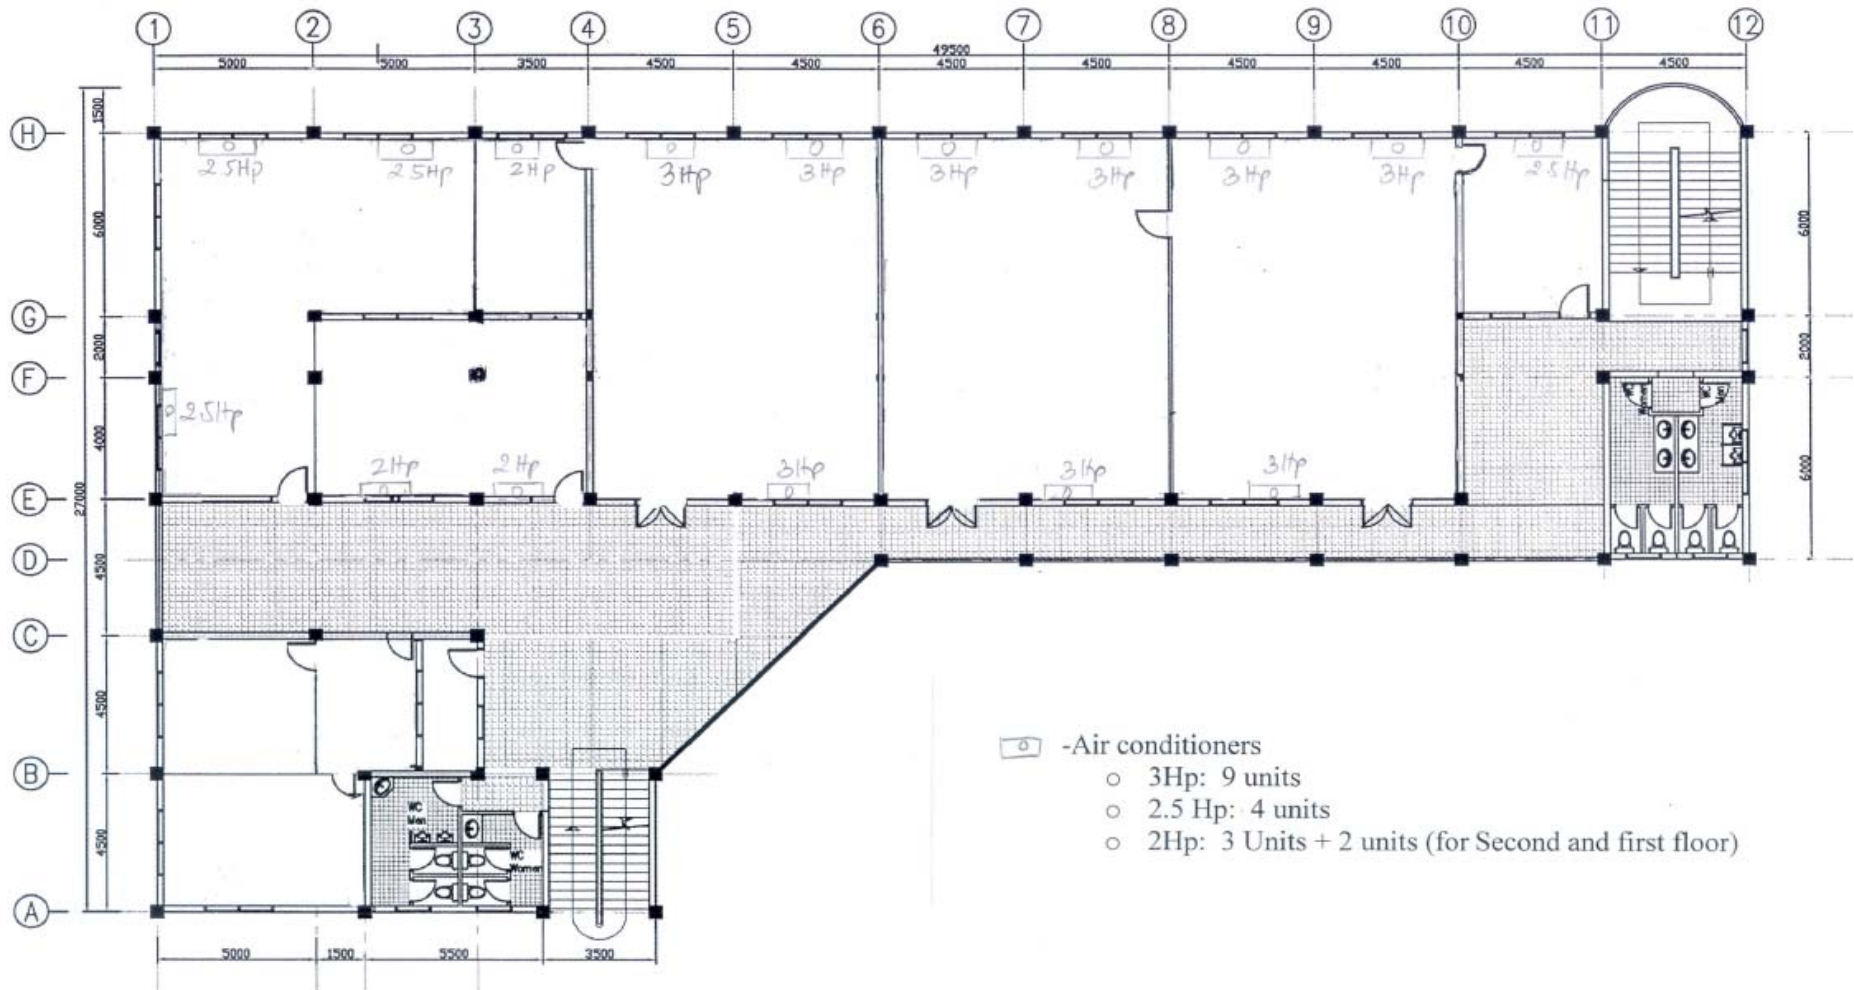 1 2 3 4 5 6 7 8 9 10 11 12
49500
5000 5000 3500 4500 4500 4500 4500 4500 4500 4500 4500
1500
H
2.5Hp 2.5Hp 2Hp 3Hp 3Hp 3Hp 3Hp 3Hp 3Hp 2.5Hp
6000 6000
G
2000 2000
F
2.5Hp
WC Women WC Men
4000 6000
2Hp 2Hp 3Hp 3Hp 3Hp
E
27000
D
4500
C
4500
-Air conditioners
B
3Hp: 9 units
2.5 Hp: 4 units
WC Men
4500
2Hp: 3 Units + 2 units (for Second and first floor)
WC Women
A
5000 1500 5500 3500